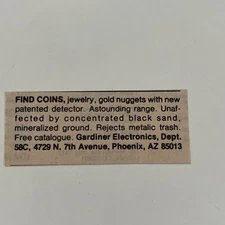 FIND COINS, jewelry, gold nuggets with new
patented detector. Astounding range. Unaf-
fected by concentrated black sand,
mineralized ground. Rejects metalic trash.
Free catalogue. Gardiner Electronics, Dept.
58C, 4729 N. 7th Avenue, Phoenix, AZ 85013